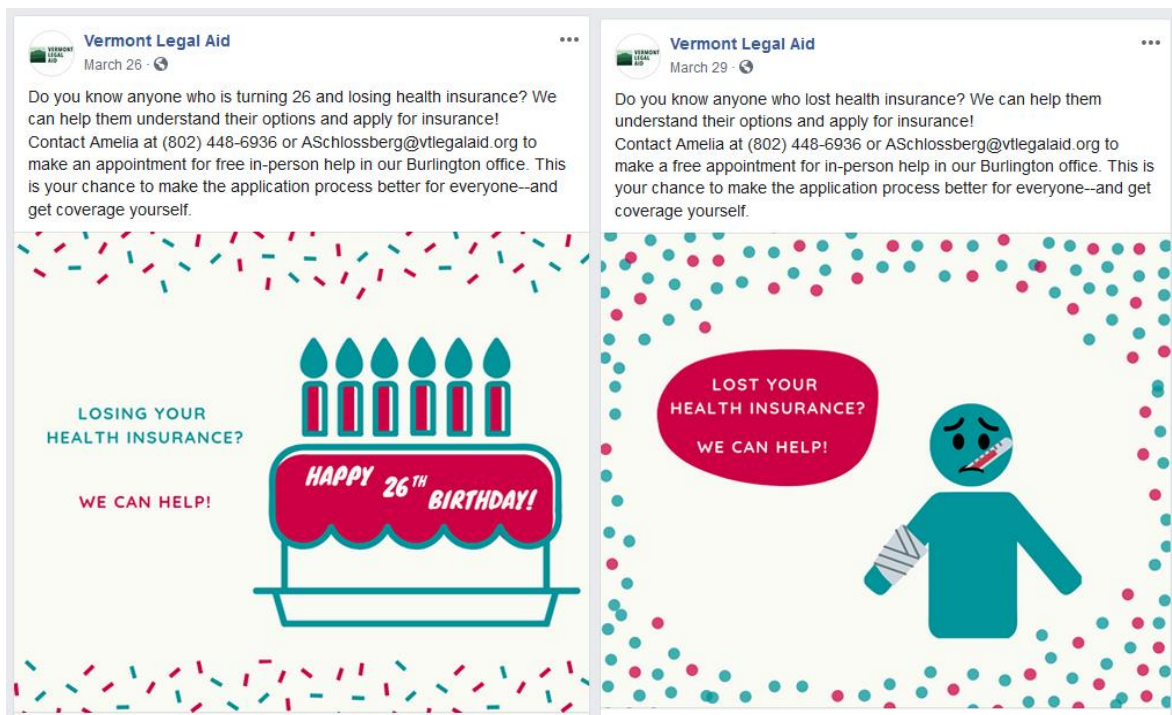 Vermont Legal Aid
March 26 ·
Do you know anyone who is turning 26 and losing health insurance? We
can help them understand their options and apply for insurance!
Contact Amelia at (802) 448-6936 or ASchlossberg@vtlegalaid.org to
make an appointment for free in-person help in our Burlington office. This
is your chance to make the application process better for everyone--and
get coverage yourself.
LOSING YOUR
HEALTH INSURANCE?
WE CAN HELP!
HAPPY 26TH BIRTHDAY!
Vermont Legal Aid
March 29 ·
Do you know anyone who lost health insurance? We can help them
understand their options and apply for insurance!
Contact Amelia at (802) 448-6936 or ASchlossberg@vtlegalaid.org to
make a free appointment for in-person help in our Burlington office. This is
your chance to make the application process better for everyone--and get
coverage yourself.
LOST YOUR
HEALTH INSURANCE?
WE CAN HELP!
VERMONT
LEGAL
AID
VERMONT
LEGAL
AID